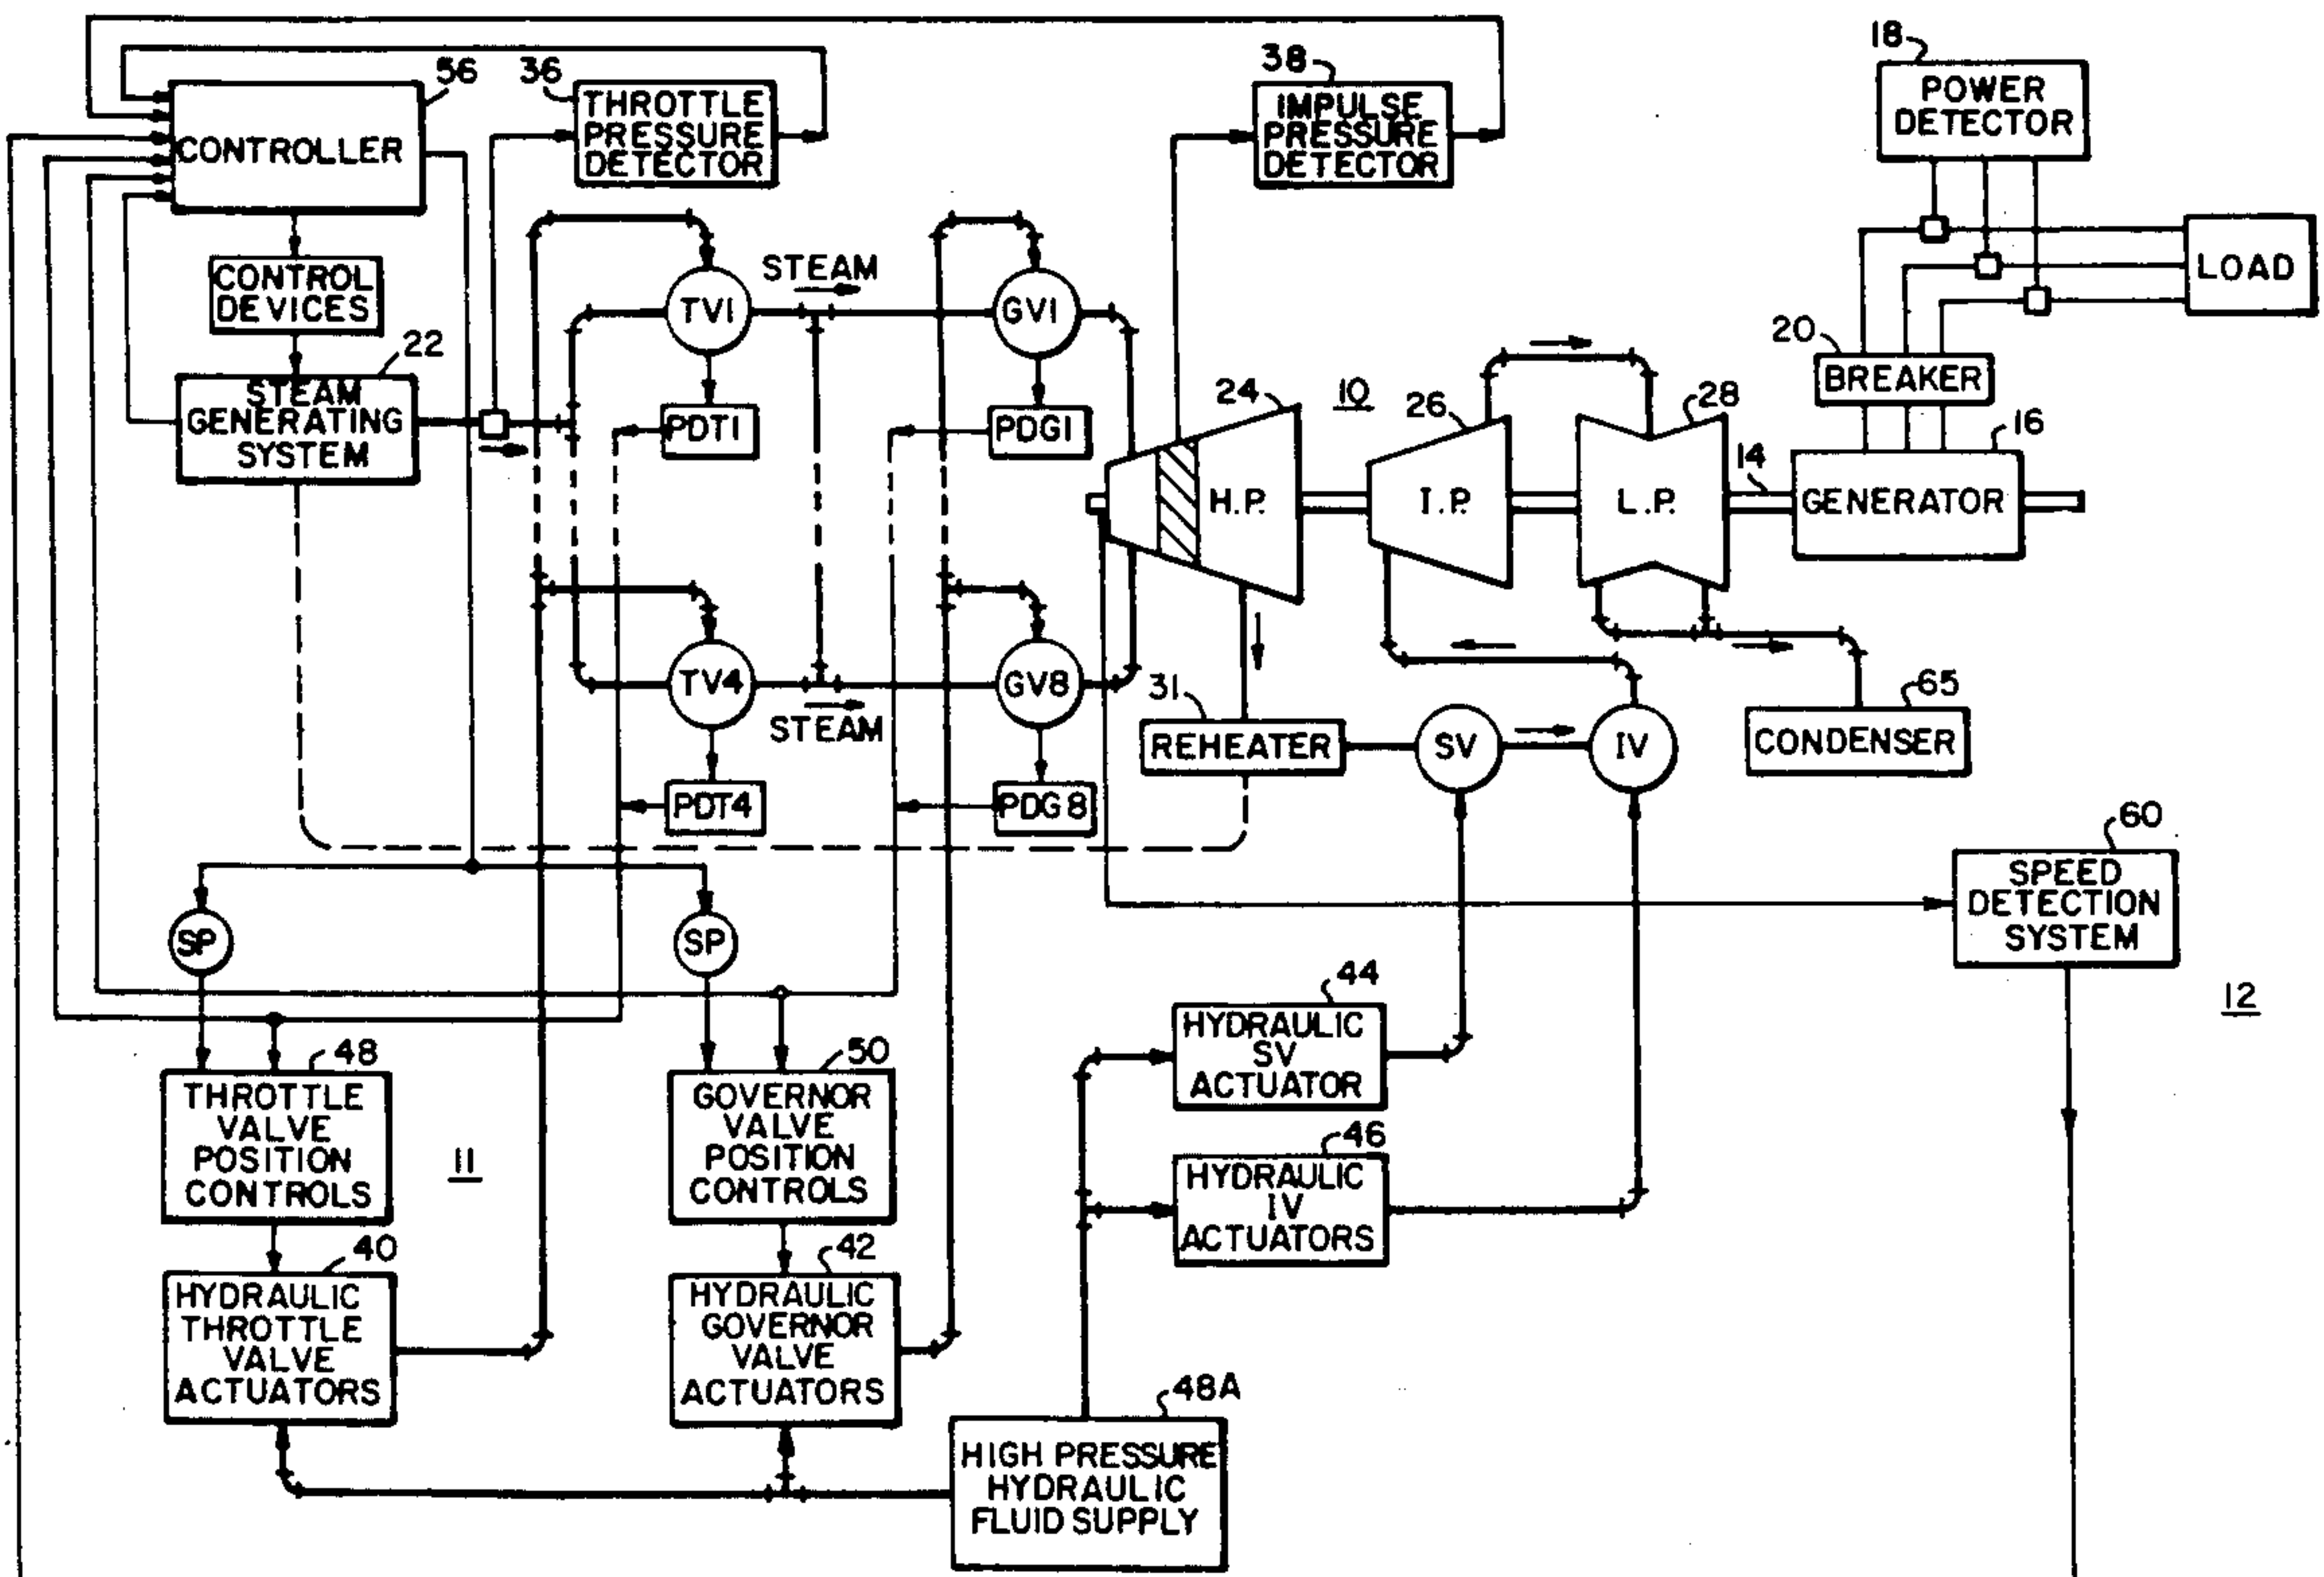 56
36
38
18
THROTTLE
PRESSURE
DETECTOR
IMPULSE
PRESSURE
DETECTOR
POWER
DETECTOR
CONTROLLER
CONTROL
DEVICES
STEAM
STEAM
GENERATING
SYSTEM
22
TV1
GV1
LOAD
20
BREAKER
PDT1
PDG1
24
10
26
28
14
16
H.P.
I.P.
L.P.
GENERATOR
TV4
STEAM
GV8
31
REHEATER
SV
IV
65
CONDENSER
PDT4
PDG8
60
SPEED
DETECTION
SYSTEM
SP
SP
12
44
HYDRAULIC
SV
ACTUATOR
48
THROTTLE
VALVE
POSITION
CONTROLS
11
50
GOVERNOR
VALVE
POSITION
CONTROLS
46
HYDRAULIC
IV
ACTUATORS
40
HYDRAULIC
THROTTLE
VALVE
ACTUATORS
42
HYDRAULIC
GOVERNOR
VALVE
ACTUATORS
48A
HIGH PRESSURE
HYDRAULIC
FLUID SUPPLY